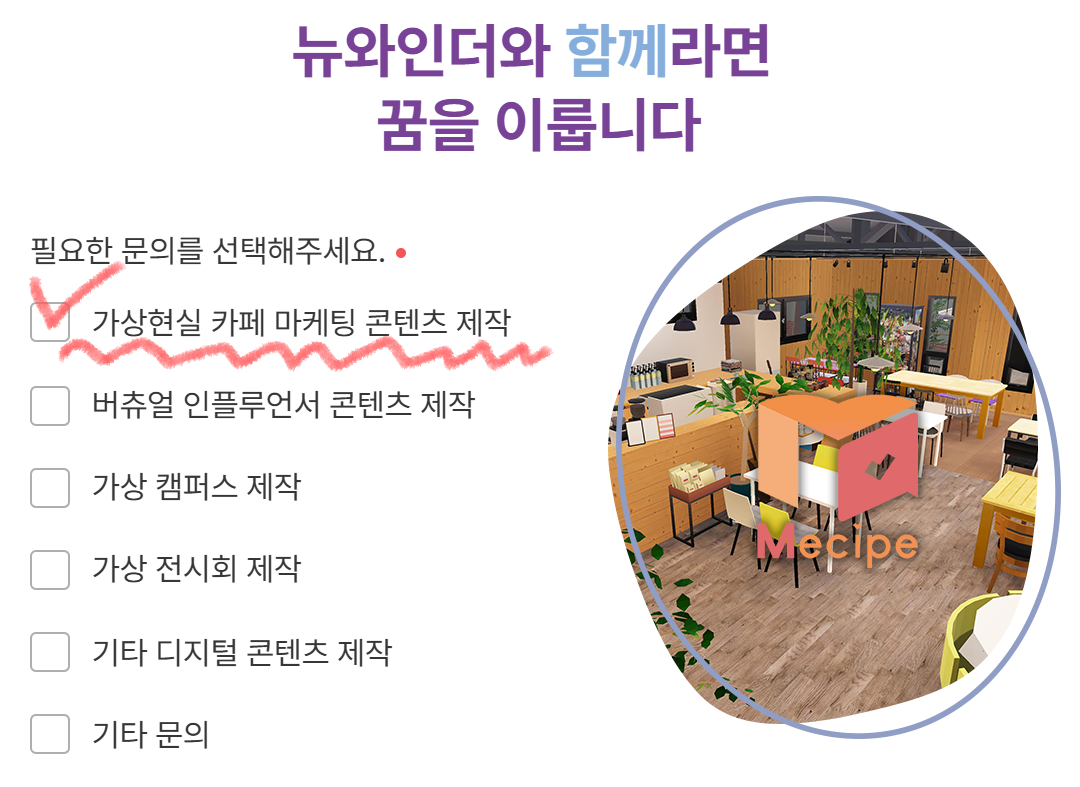 뉴와인더와 함께라면
꿈을 이룹니다
필요한 문의를 선택해주세요.
가상현실 카페 마케팅 콘텐츠 제작
버츄얼 인플루언서 콘텐츠 제작
가상 캠퍼스 제작
가상 전시회 제작
기타 디지털 콘텐츠 제작
기타 문의
Mecipe